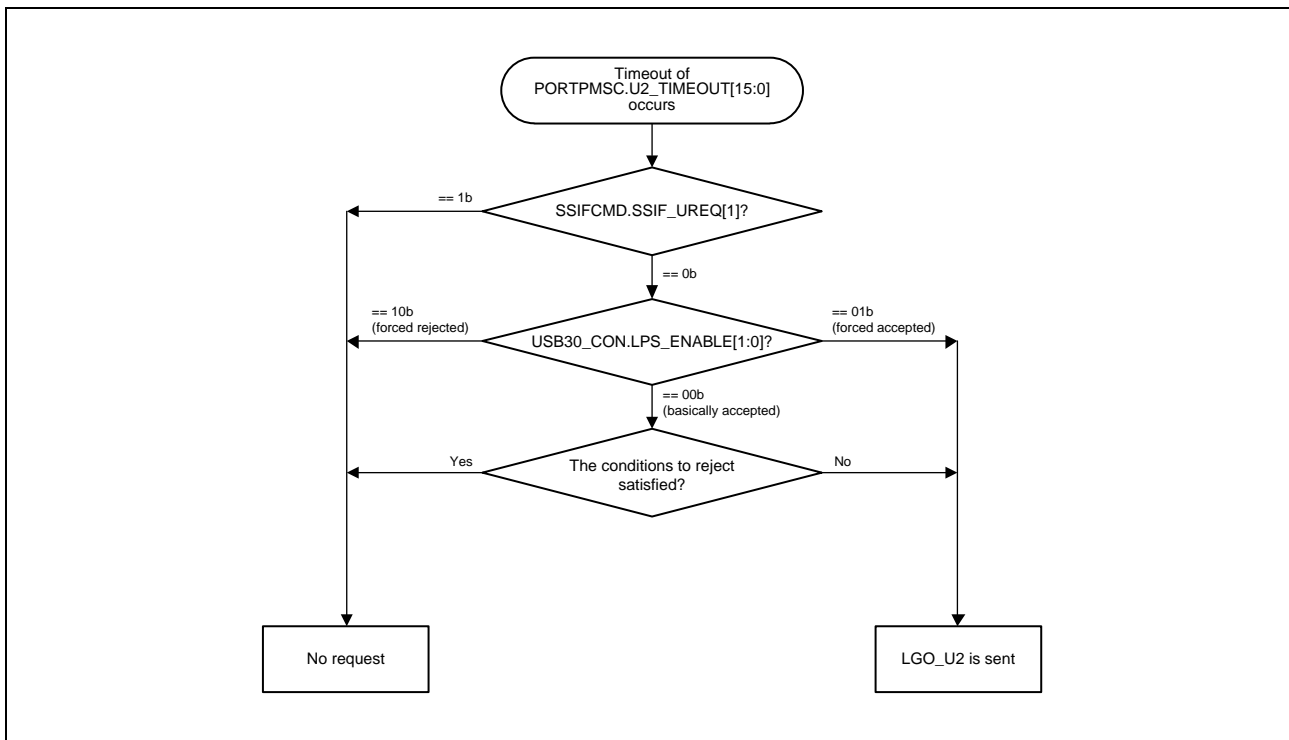 Timeout of
PORTPMSC.U2_TIMEOUT[15:0]
occurs
== 1b
SSIFCMD.SSIF_UREQ[1]?
== 0b
== 10b
(forced rejected)
== 01b
(forced accepted)
USB30_CON.LPS_ENABLE[1:0]?
== 00b
(basically accepted)
Yes
The conditions to reject
satisfied?
No
No request
LGO_U2 is sent